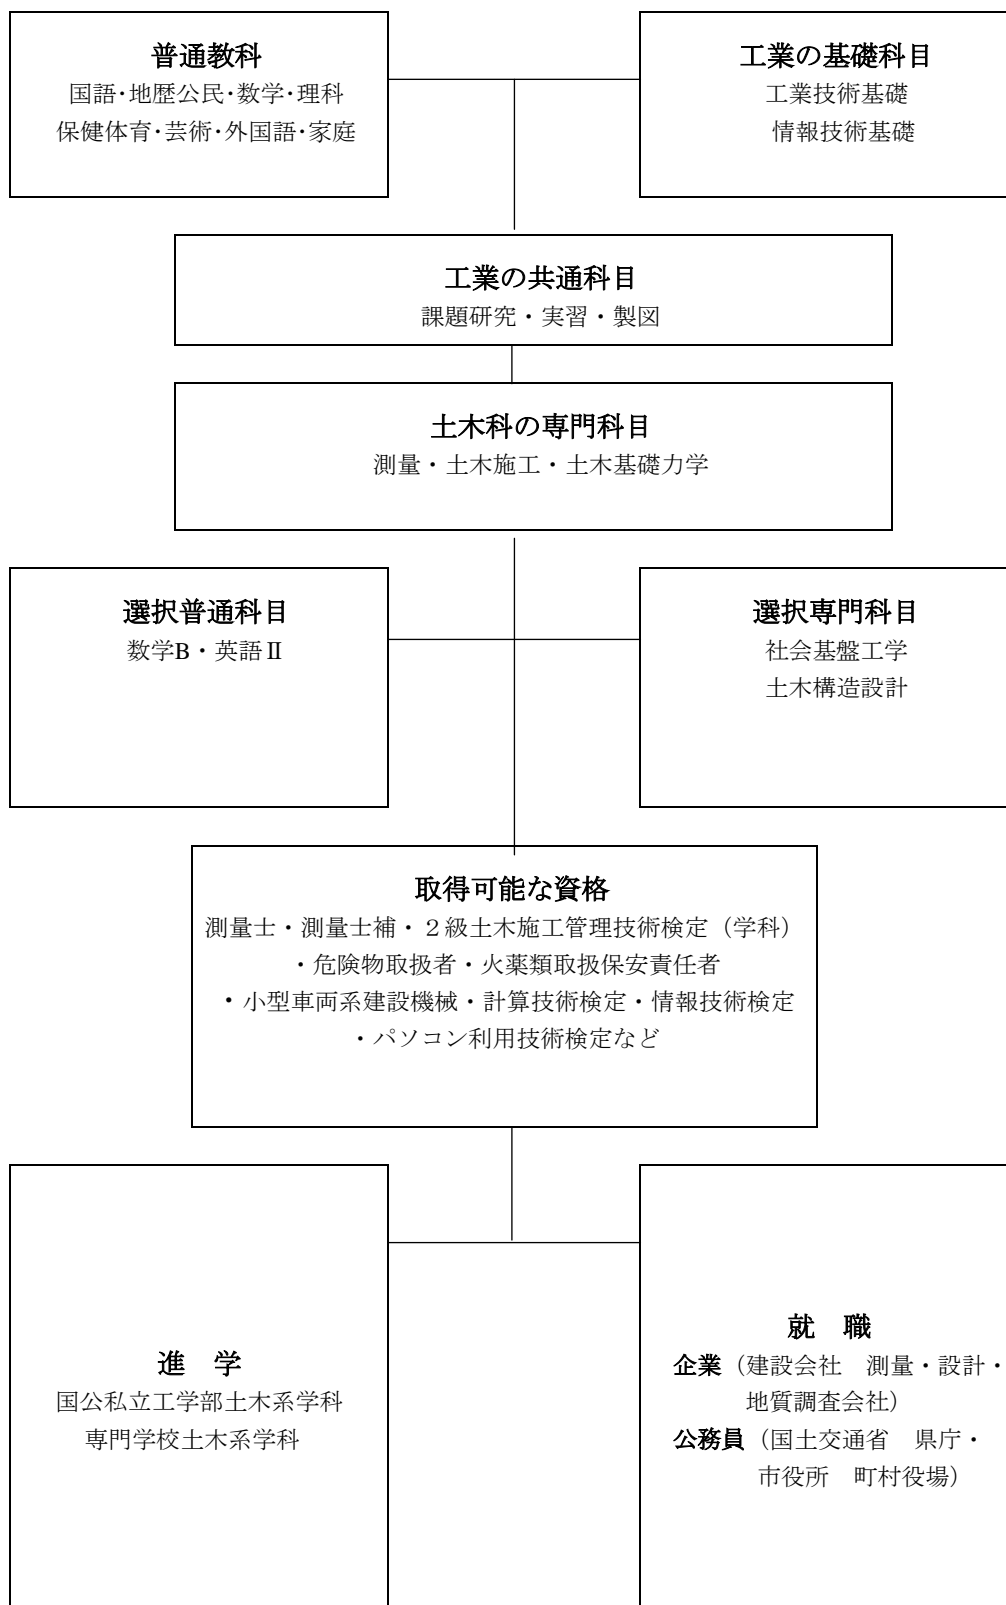 普通教科
国語･地歴公民･数学･理科
保健体育･芸術･外国語･家庭
工業の基礎科目
工業技術基礎
情報技術基礎
工業の共通科目
課題研究・実習・製図
土木科の専門科目
測量・土木施工・土木基礎力学
選択普通科目
数学B・英語Ⅱ
選択専門科目
社会基盤工学
土木構造設計
取得可能な資格
測量士・測量士補・２級土木施工管理技術検定（学科）
・危険物取扱者・火薬類取扱保安責任者
・小型車両系建設機械・計算技術検定・情報技術検定
・パソコン利用技術検定など
進　学
国公私立工学部土木系学科
専門学校土木系学科
就　職
企業（建設会社　測量・設計・
地質調査会社）
公務員（国土交通省　県庁・
市役所　町村役場）